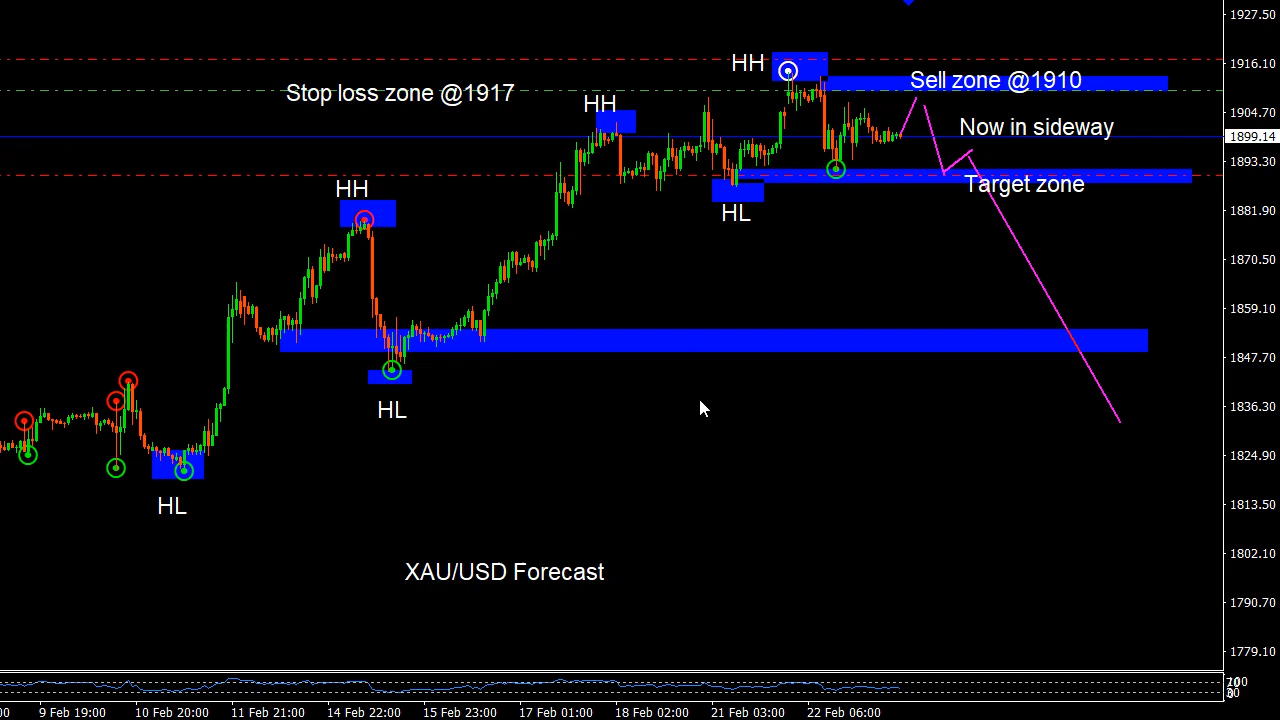 1927.50
HH
1916.10
Sell zone @1910
Stop loss zone @1917
HH
1904.70
Now in sideway
1899.14
1893.30
HH
Target zone
HL
1881.90
1870.50
1859.10
1847.70
HL
1836.30
1824.90
HL
1813.50
1802.10
XAU/USD Forecast
1790.70
1779.10
9 Feb 19:00
10 Feb 20:00
11 Feb 21:00
14 Feb 22:00
15 Feb 23:00
17 Feb 01:00
18 Feb 02:00
21 Feb 03:00
22 Feb 06:00